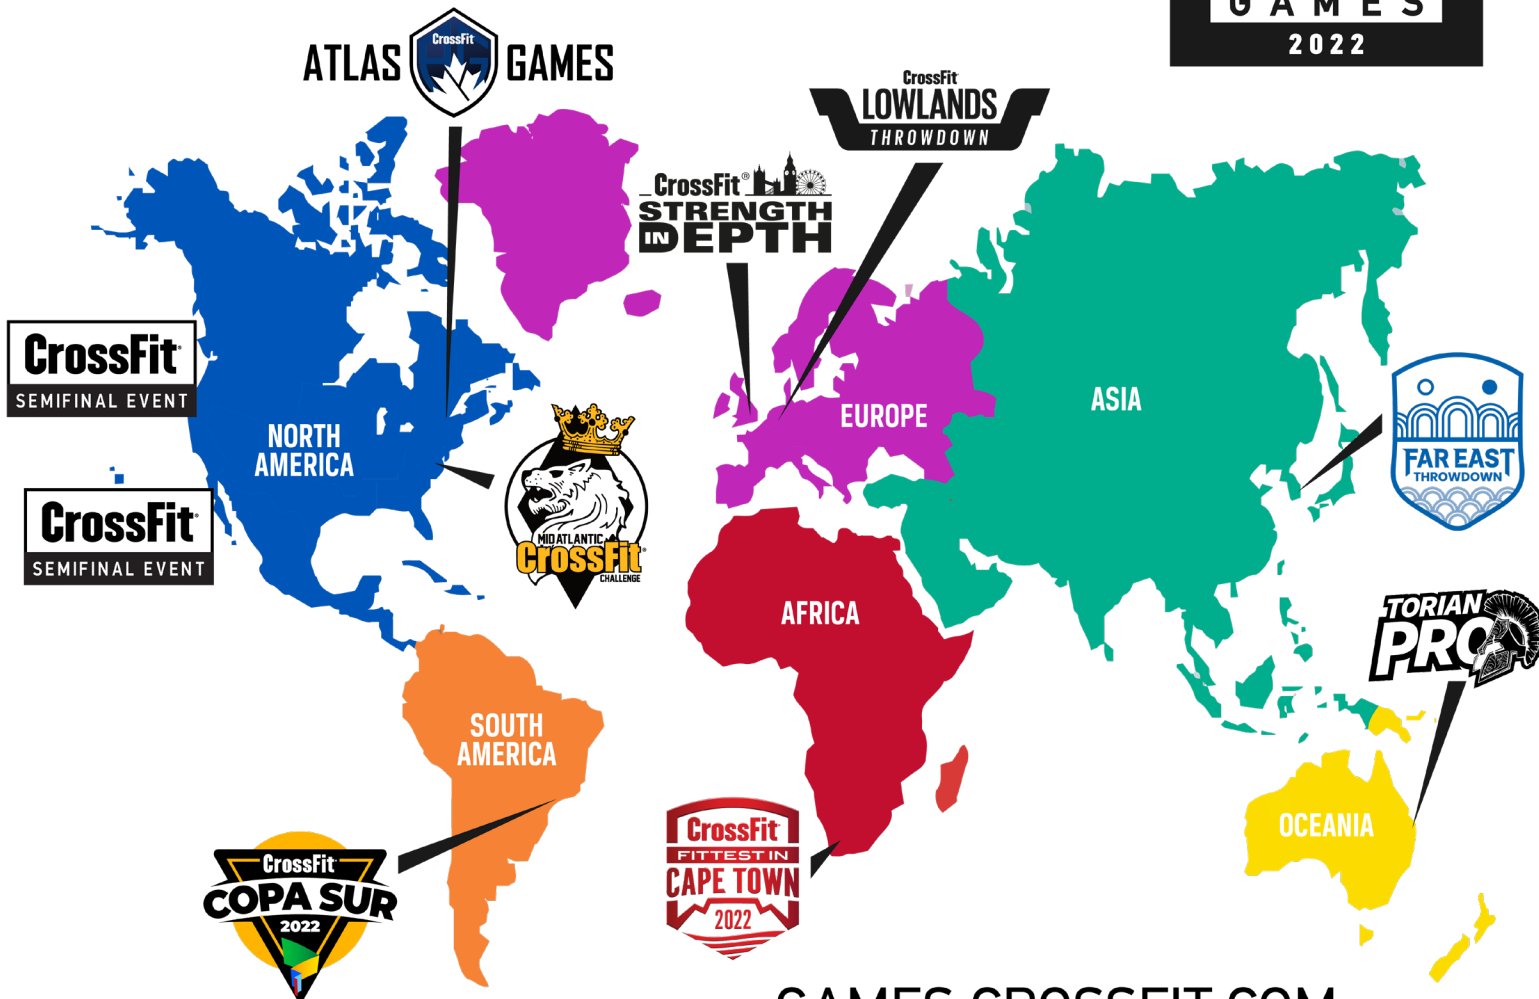 GAMES
2022
CrossFit
ATLAS GAMES
CrossFit
LOWLANDS
THROWDOWN
CrossFit®
STRENGTH
IN DEPTH
CrossFit
SEMIFINAL EVENT
NORTH
AMERICA
EUROPE
ASIA
FAR EAST
THROWDOWN
CrossFit
SEMIFINAL EVENT
MID ATLANTIC
CrossFit®
CHALLENGE
AFRICA
TORIAN
PRO
SOUTH
AMERICA
OCEANIA
CrossFit
COPA SUR
2022
CrossFit
FITTEST IN
CAPE TOWN
2022
GAMES.CROSSFIT.COM